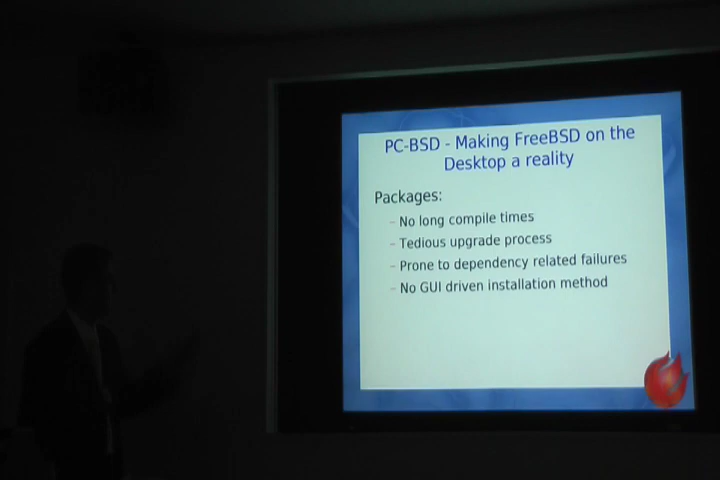 PC-BSD - Making FreeBSD on the
Desktop a reality
Packages:
– No long compile times
– Tedious upgrade process
– Prone to dependency related failures
– No GUI driven installation method